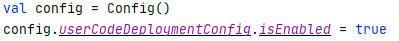 val config = Config()
config.userCodeDeploymentConfig.isEnabled = true